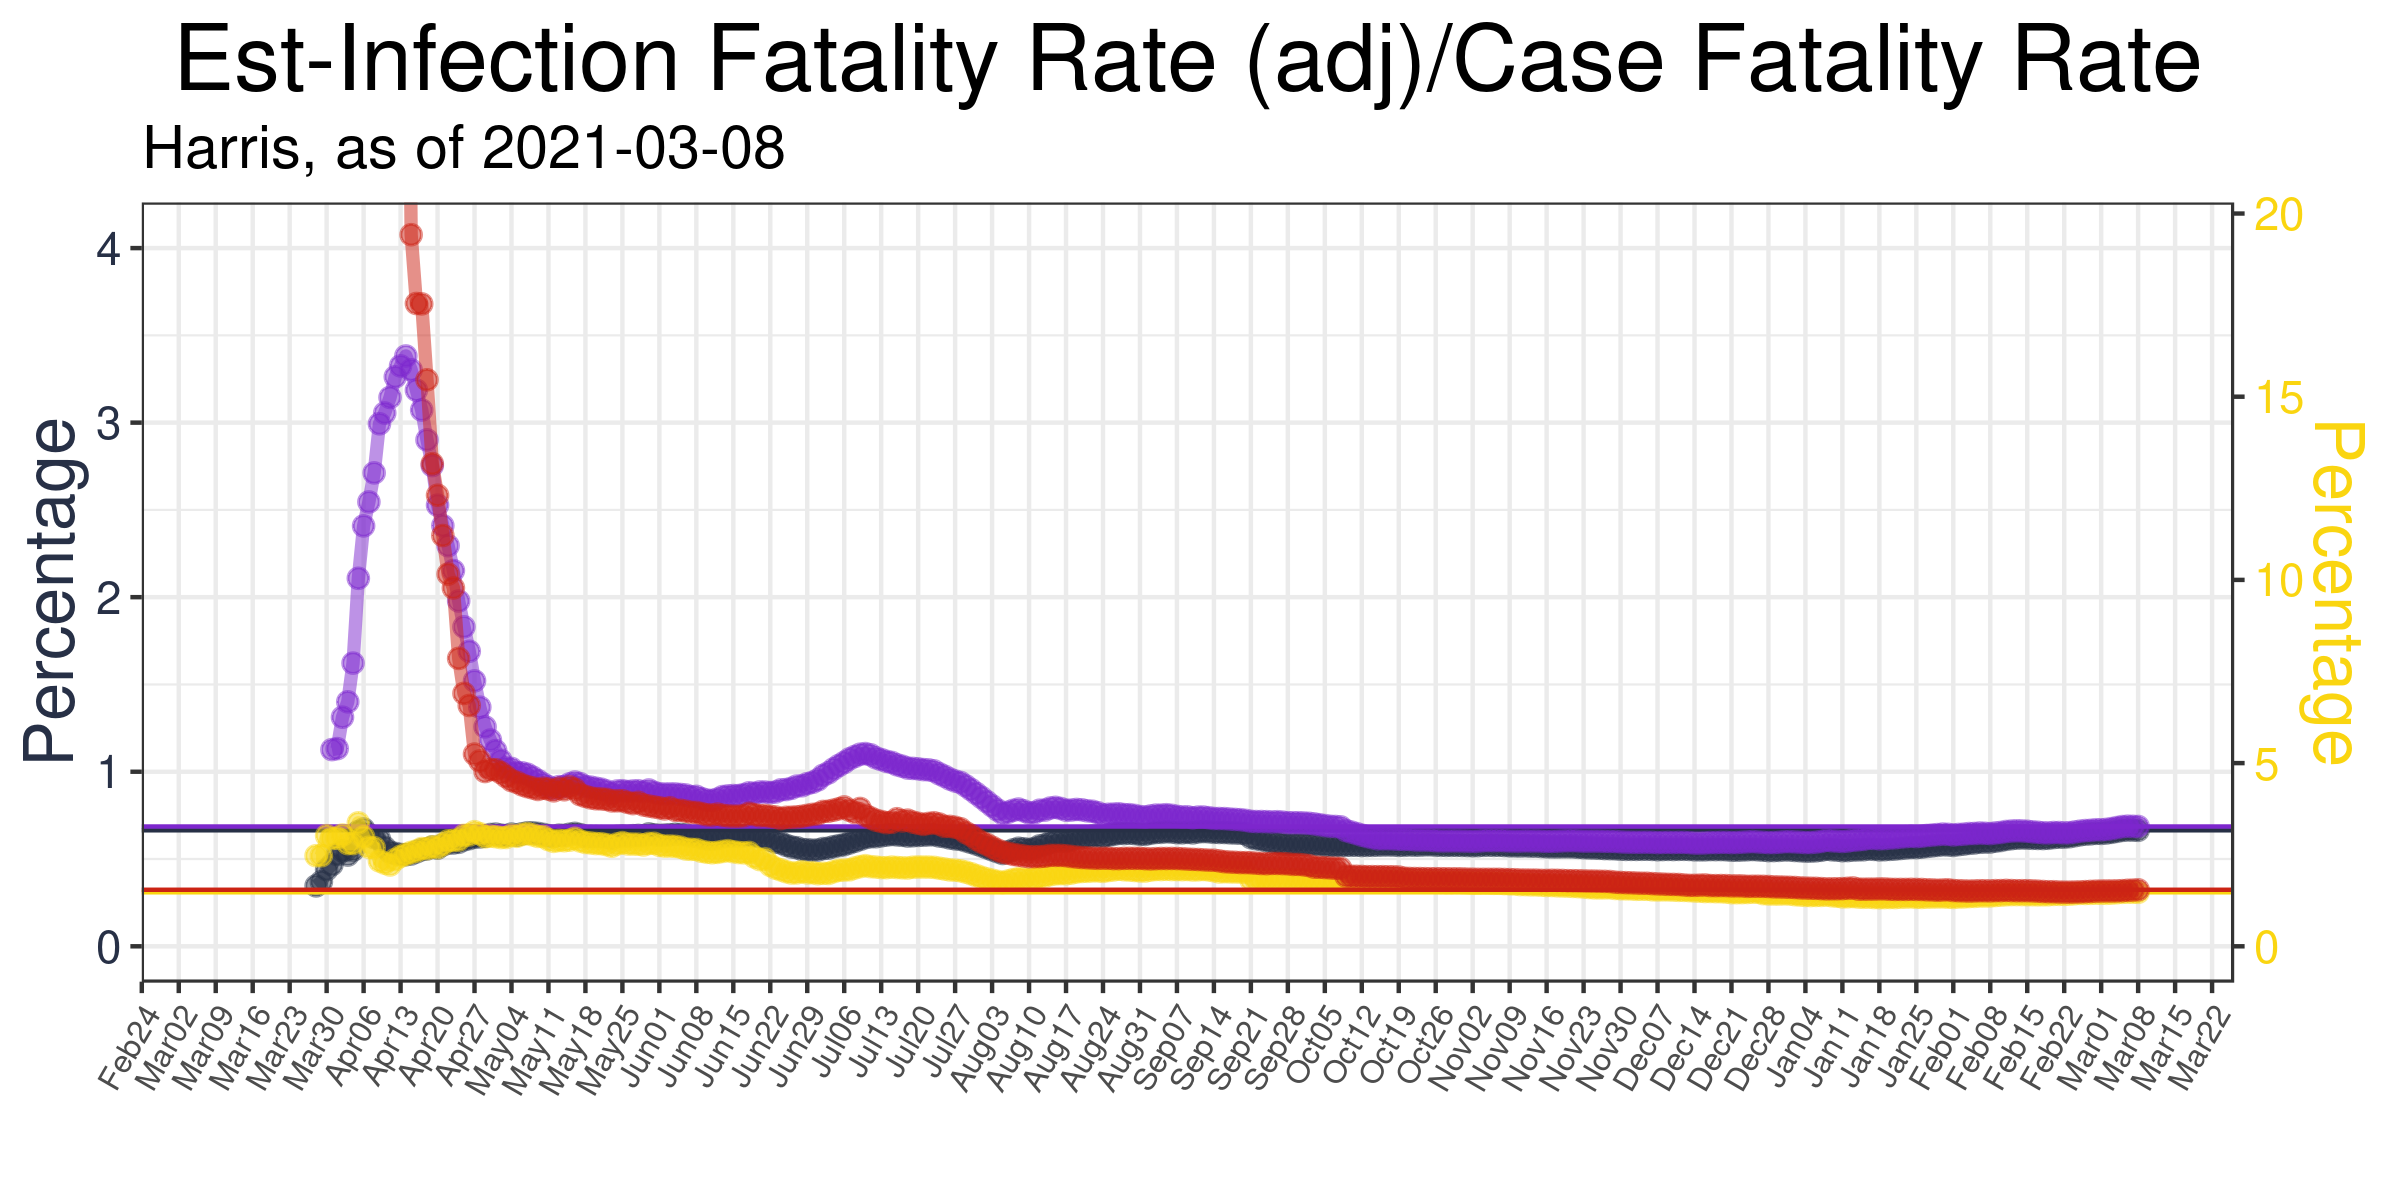 Est-Infection Fatality Rate (adj)/Case Fatality Rate
Harris, as of 2021-03-08
Percentage
4
3
2
1
0
20
15
10
5
0
Percentage
Feb24
Mar02
Mar09
Mar16
Mar23
Mar30
Apr06
Apr13
Apr20
Apr27
May04
May11
May18
May25
Jun01
Jun08
Jun15
Jun22
Jun29
Jul06
Jul13
Jul20
Jul27
Aug03
Aug10
Aug17
Aug24
Aug31
Sep07
Sep14
Sep21
Sep28
Oct05
Oct12
Oct19
Oct26
Nov02
Nov09
Nov16
Nov23
Nov30
Dec07
Dec14
Dec21
Dec28
Jan04
Jan11
Jan18
Jan25
Feb01
Feb08
Feb15
Feb22
Mar01
Mar08
Mar15
Mar22